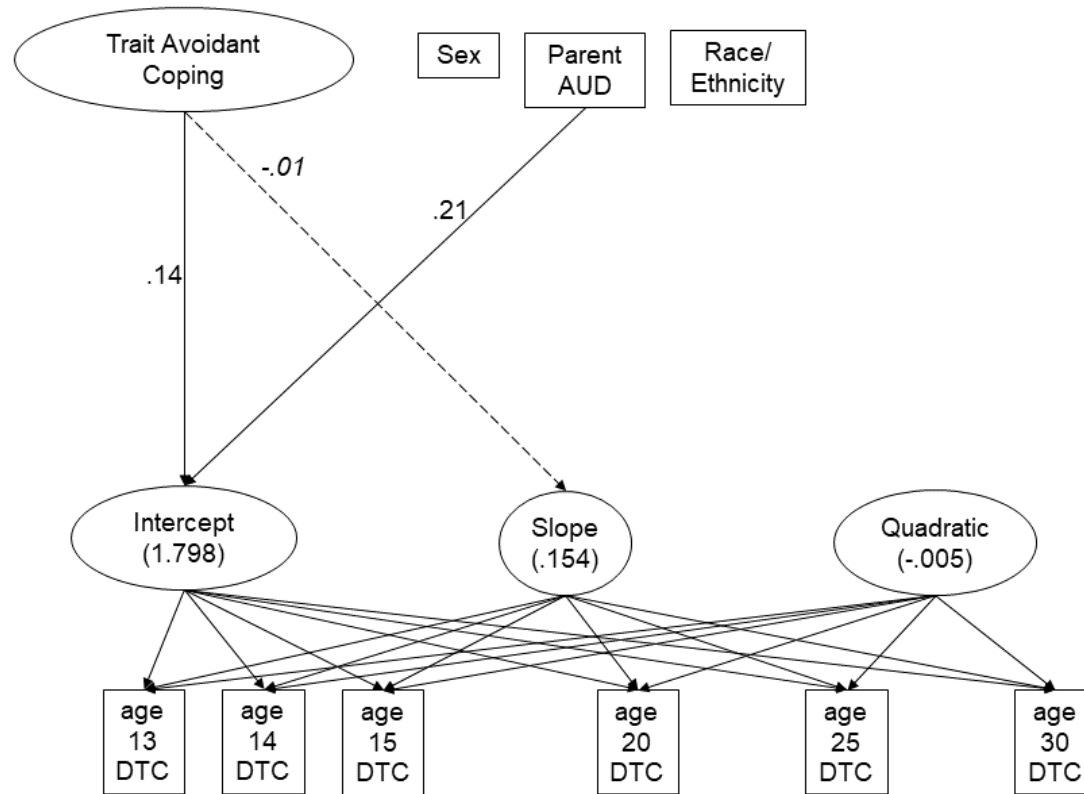 Trait Avoidant
Coping
Sex
Parent
AUD
Race/
Ethnicity
-.01
.21
.14
Intercept
(1.798)
Slope
(.154)
Quadratic
(-.005)
age
13
DTC
age
14
DTC
age
15
DTC
age
20
DTC
age
25
DTC
age
30
DTC